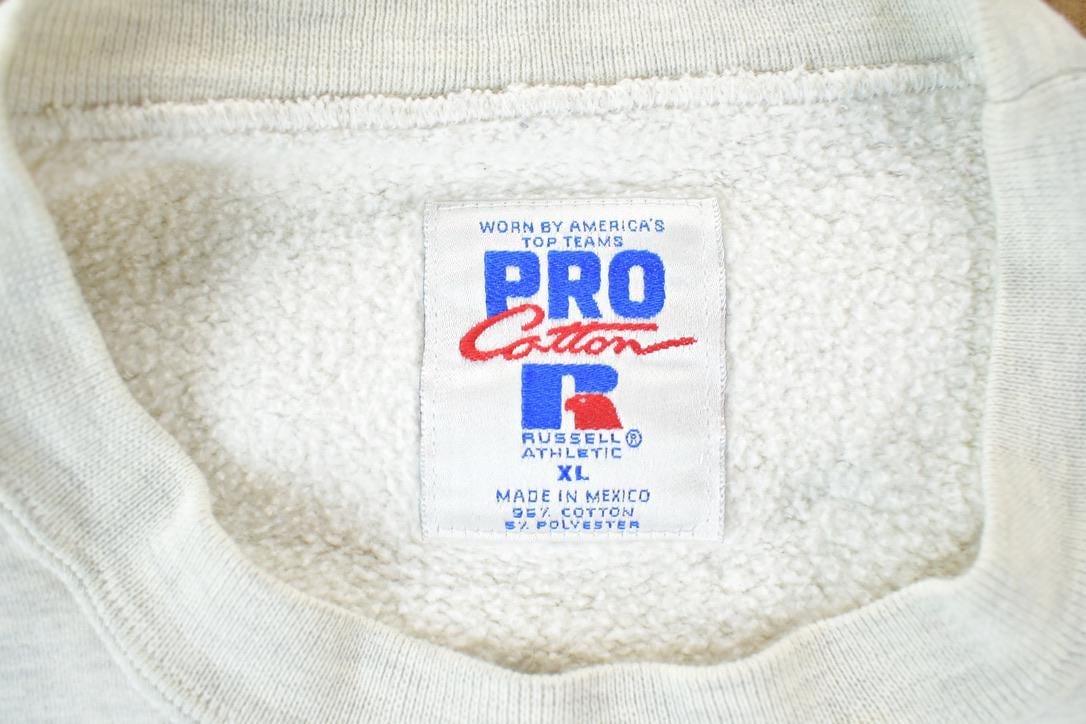 WORN BY AMERICA'S
TOP TEAMS
PRO
Cotton
R
RUSSELL®
ATHLETIC
XL
MADE IN MEXICO
95% COTTON
5% POLYESTER